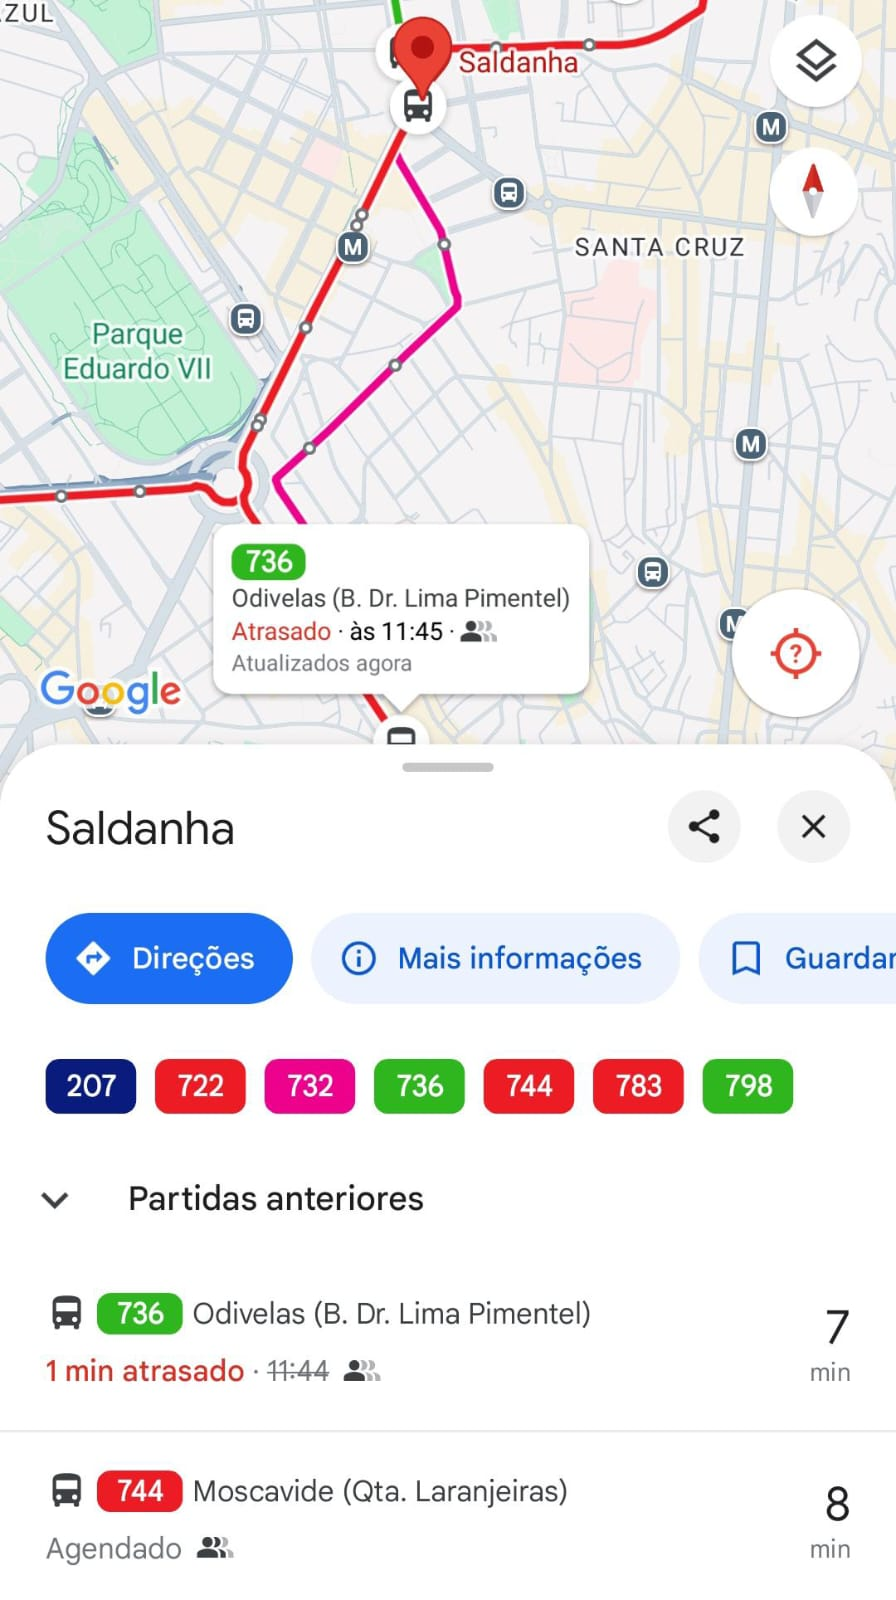 ZUL
Saldanha
M
M
SANTA CRUZ
M
Parque
Eduardo VII
M
736
Odivelas (B. Dr. Lima Pimentel)
Atrasado · às 11:45 ·
Atualizados agora
M
?
Google
Saldanha
Direções
Mais informações
Guardar
207 722 732 736 744 783 798
Partidas anteriores
736 Odivelas (B. Dr. Lima Pimentel)
7
1 min atrasado · 11:44
min
744 Moscavide (Qta. Laranjeiras)
8
Agendado
min